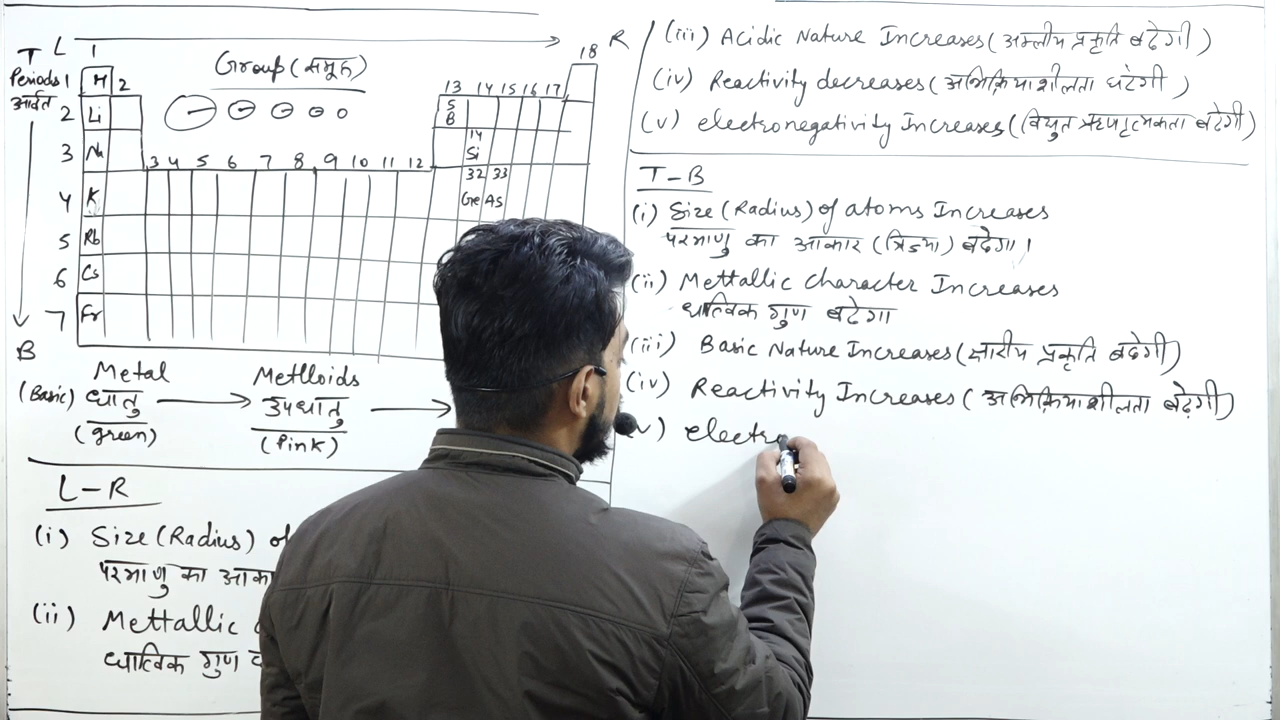 T L 1 18 R
Periods 1 H 2 Group (समूह) 13 14 15 16 17
आर्वत
2 Li 5 B
3 Na 3 4 5 6 7 8 9 10 11 12 14 Si
4 K 32 Ge 33 As
5 Rb
6 Cs
7 Fr
B
Metal Metlloids
(Basic) धातु उपधातु
(green) (Pink)
L-R
(i) Size (Radius) of
परमाणु का
(ii) Mettallic
धात्विक गुण
(iii) Acidic Nature Increases (अम्लीय प्रकृति बढेगी)
(iv) Reactivity decreases (अभिक्रियाशीलता घटेगी)
(v) electronegativity Increases (विद्युत ऋणात्मकता बढेगी)
T-B
(i) Size (Radius) of atoms Increases
परमाणु का आकार (त्रिज्या) बढेगा।
(ii) Mettallic character Increases
धात्विक गुण बढेगा
(iii) Basic Nature Increases (क्षारीय प्रकृति बढेगी)
(iv) Reactivity Increases (अभिक्रियाशीलता बढ़ेगी)
) electr